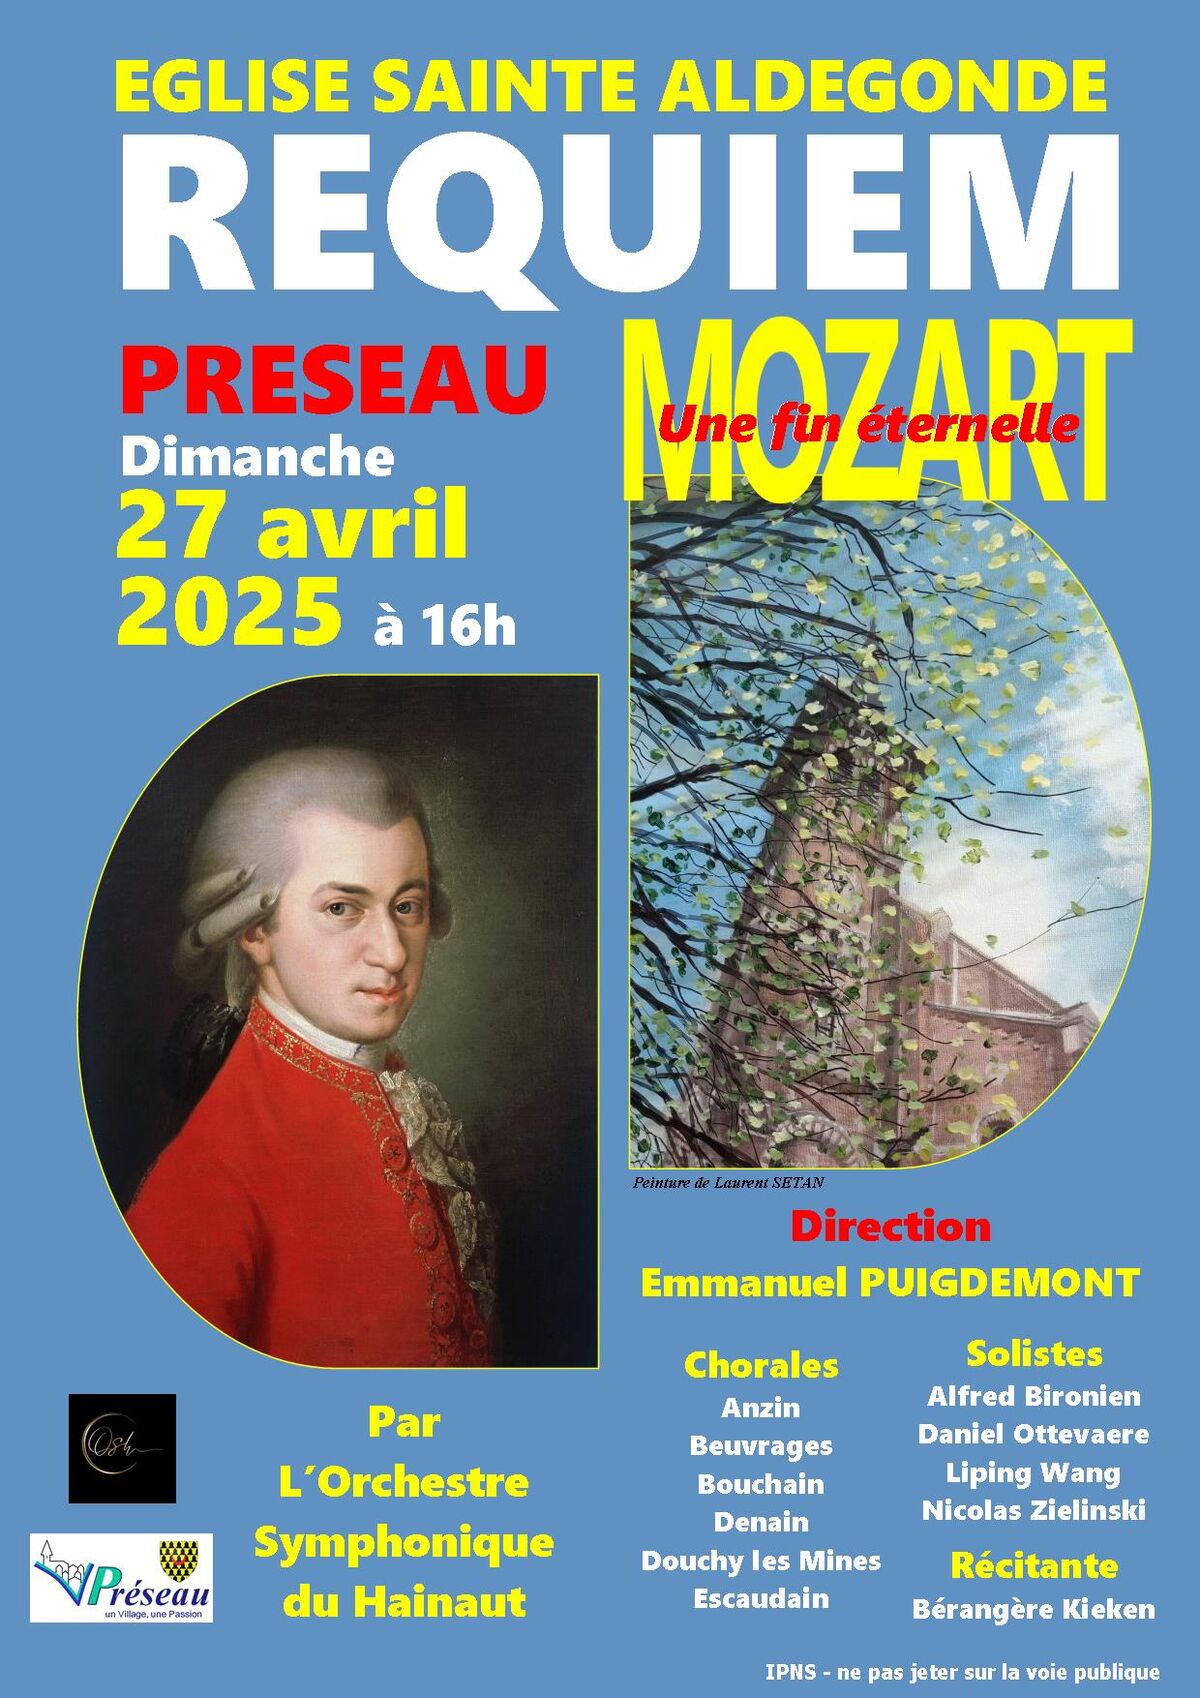 EGLISE SAINTE ALDEGONDE
REQUIEM
PRESEAU
Dimanche
27 avril
2025 à 16h
MOZART
Une fin éternelle
Peinture de Laurent SETAN
Direction
Emmanuel PUIGDEMONT
Chorales
Anzin
Beuvrages
Bouchain
Denain
Douchy les Mines
Escaudain
Solistes
Alfred Bironien
Daniel Ottevaere
Liping Wang
Nicolas Zielinski
Récitante
Bérangère Kieken
Par
L’Orchestre
Symphonique
du Hainaut
Osh
Préseau
un Village, une Passion
IPNS - ne pas jeter sur la voie publique